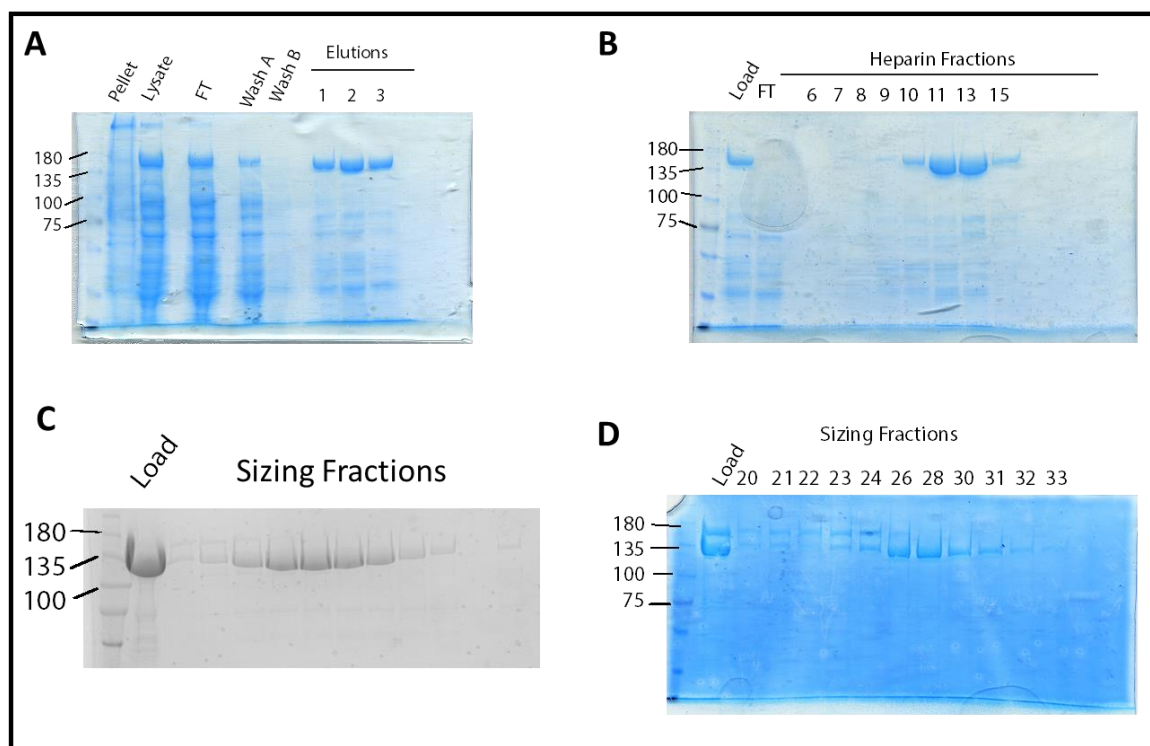 A
Pellet
Lysate
FT
Wash A
Wash B
Elutions
1 2 3
180
135
100
75
B
Load
FT
Heparin Fractions
6 7 8 9 10 11 13 15
180
135
100
75
C
Load
Sizing Fractions
180
135
100
D
Sizing Fractions
Load
20 21 22 23 24 26 28 30 31 32 33
180
135
100
75